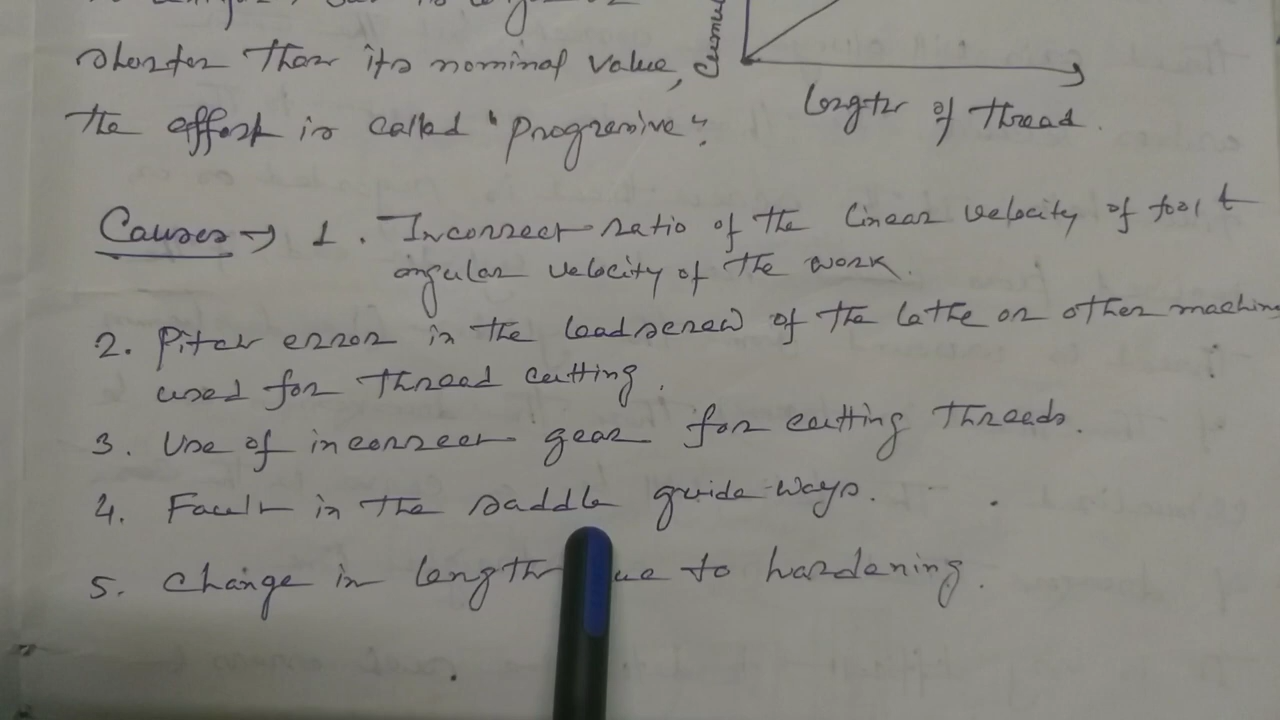 shorter than its nominal value,
the effort is called "Progressive".
length of thread.
Causes → 1. Incorrect ratio of the linear velocity of tool &
angular velocity of the work.
2. Pitch error in the leadscrew of the lathe or other machine
used for thread cutting.
3. Use of incorrect gear for cutting threads.
4. Fault in the saddle guide-ways.
5. Change in length due to hardening.